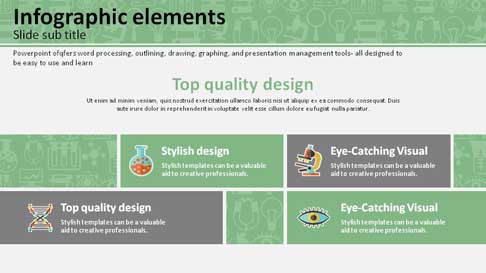 Infographic elements
Slide sub title
Powerpoint ofqfers word processing, outlining, drawing, graphing, and presentation management tools- all designed to
be easy to use and learn
Top quality design
Ut enim ad minim veniam, quis nostrud exercitation ullamco laboris nisi ut aliquip ex ea commodo consequat. Duis
aute irure dolor in reprehenderit in voluptate velit esse cillum dolore eu fugiat nulla pariatur.
Stylish design
Stylish templates can be a valuable
aid to creative professionals.
Eye-Catching Visual
Stylish templates can be a valuable
aid to creative professionals.
Top quality design
Stylish templates can be a valuable
aid to creative professionals.
Eye-Catching Visual
Stylish templates can be a valuable
aid to creative professionals.